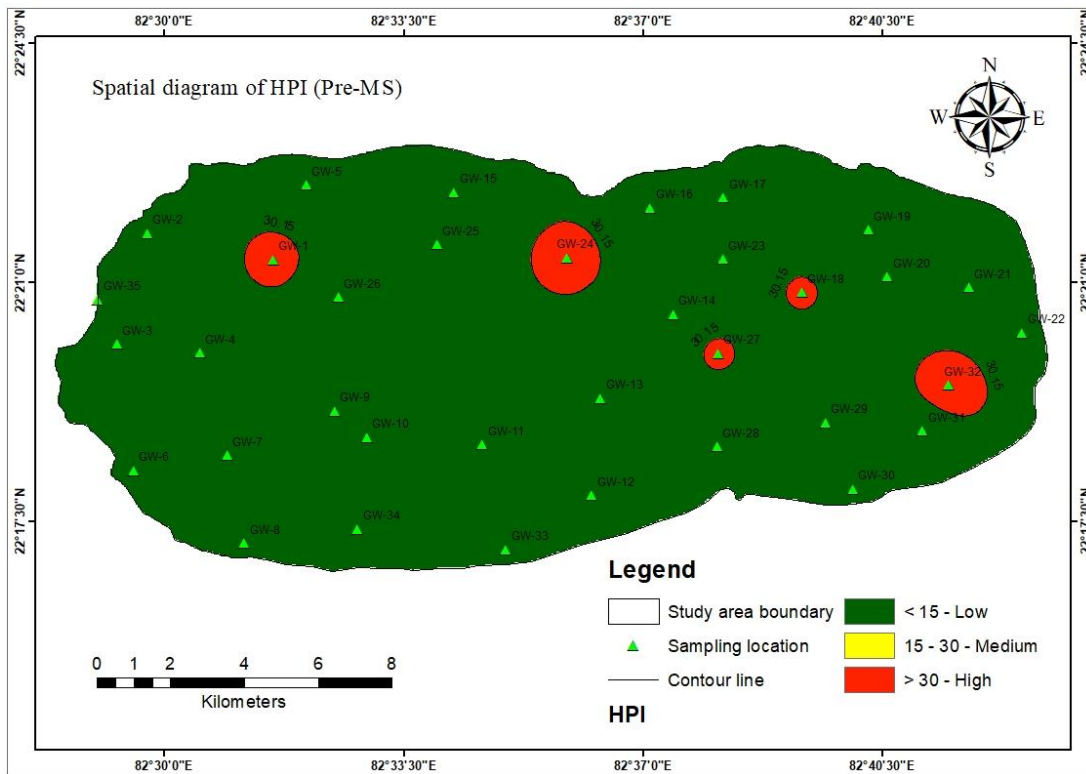 82°30'0"E 82°33'30"E 82°37'0"E 82°40'30"E
22°24'30"N 22°24'30"N
Spatial diagram of HPI (Pre-MS)
N
W E
S
GW-5
GW-15
GW-17
GW-16
GW-2
30.15
30.15
GW-19
GW-25
GW-1
GW-24
GW-23
GW-20
30.15
GW-18
GW-21
22°21'0"N 22°21'0"N
GW-35
GW-26
GW-14
GW-22
GW-3
GW-4
30.15
GW-27
GW-32
30.15
GW-13
GW-9
GW-29
GW-10
GW-11
GW-31
GW-28
GW-7
GW-6
GW-12
GW-30
GW-34
GW-8
GW-33
22°17'30"N 22°17'30"N
Legend
Study area boundary
Sampling location
Contour line
HPI
< 15 - Low
15 - 30 - Medium
> 30 - High
0 1 2 4 6 8
Kilometers
82°30'0"E 82°33'30"E 82°37'0"E 82°40'30"E